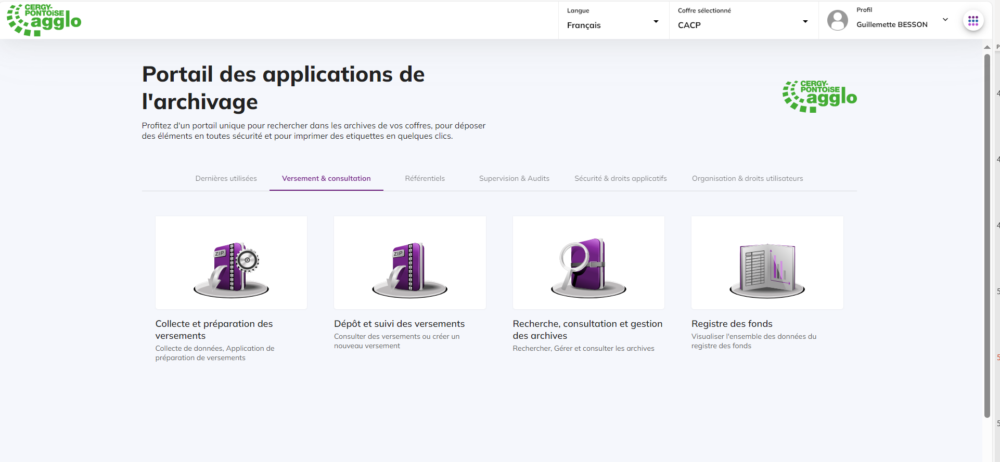 CERGY-
PONTOiSE
agglo
Langue
Français
Coffre sélectionné
CACP
Profil
Guillemette BESSON
P
Portail des applications de
l'archivage
CERGY-
PONTOiSE
agglo
Profitez d'un portail unique pour rechercher dans les archives de vos coffres, pour déposer
des éléments en toutes sécurité et pour imprimer des etiquettes en quelques clics.
Dernières utilisées
Versement & consultation
Référentiels
Supervision & Audits
Sécurité & droits applicatifs
Organisation & droits utilisateurs
ZIP
ZIP
Collecte et préparation des
versements
Collecte de données, Application de
préparation de versements
Dépôt et suivi des versements
Consulter des versements ou créer un
nouveau versement
Recherche, consultation et gestion
des archives
Rechercher, Gérer et consulter les archives
Registre des fonds
Visualiser l'ensemble des données du
registre des fonds